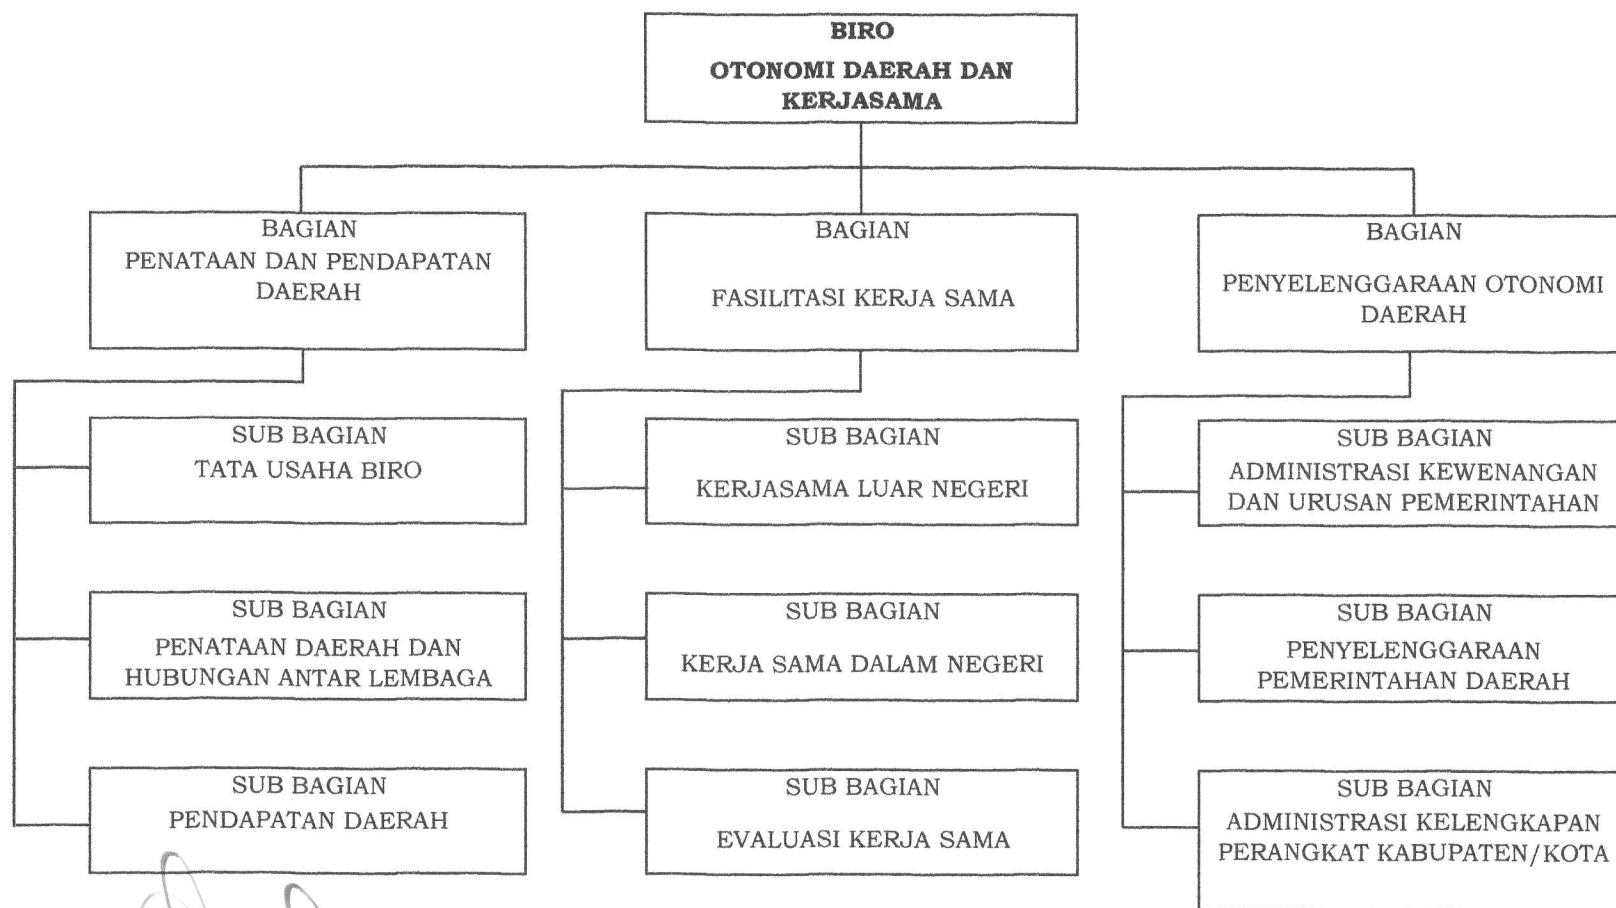 BIRO
OTONOMI DAERAH DAN
KERJASAMA
BAGIAN
PENATAAN DAN PENDAPATAN
DAERAH
BAGIAN
FASILITASI KERJA SAMA
BAGIAN
PENYELENGGARAAN OTONOMI
DAERAH
SUB BAGIAN
TATA USAHA BIRO
SUB BAGIAN
KERJASAMA LUAR NEGERI
SUB BAGIAN
ADMINISTRASI KEWENANGAN
DAN URUSAN PEMERINTAHAN
SUB BAGIAN
PENATAAN DAERAH DAN
HUBUNGAN ANTAR LEMBAGA
SUB BAGIAN
KERJA SAMA DALAM NEGERI
SUB BAGIAN
PENYELENGGARAAN
PEMERINTAHAN DAERAH
SUB BAGIAN
PENDAPATAN DAERAH
SUB BAGIAN
EVALUASI KERJA SAMA
SUB BAGIAN
ADMINISTRASI KELENGKAPAN
PERANGKAT KABUPATEN/KOTA